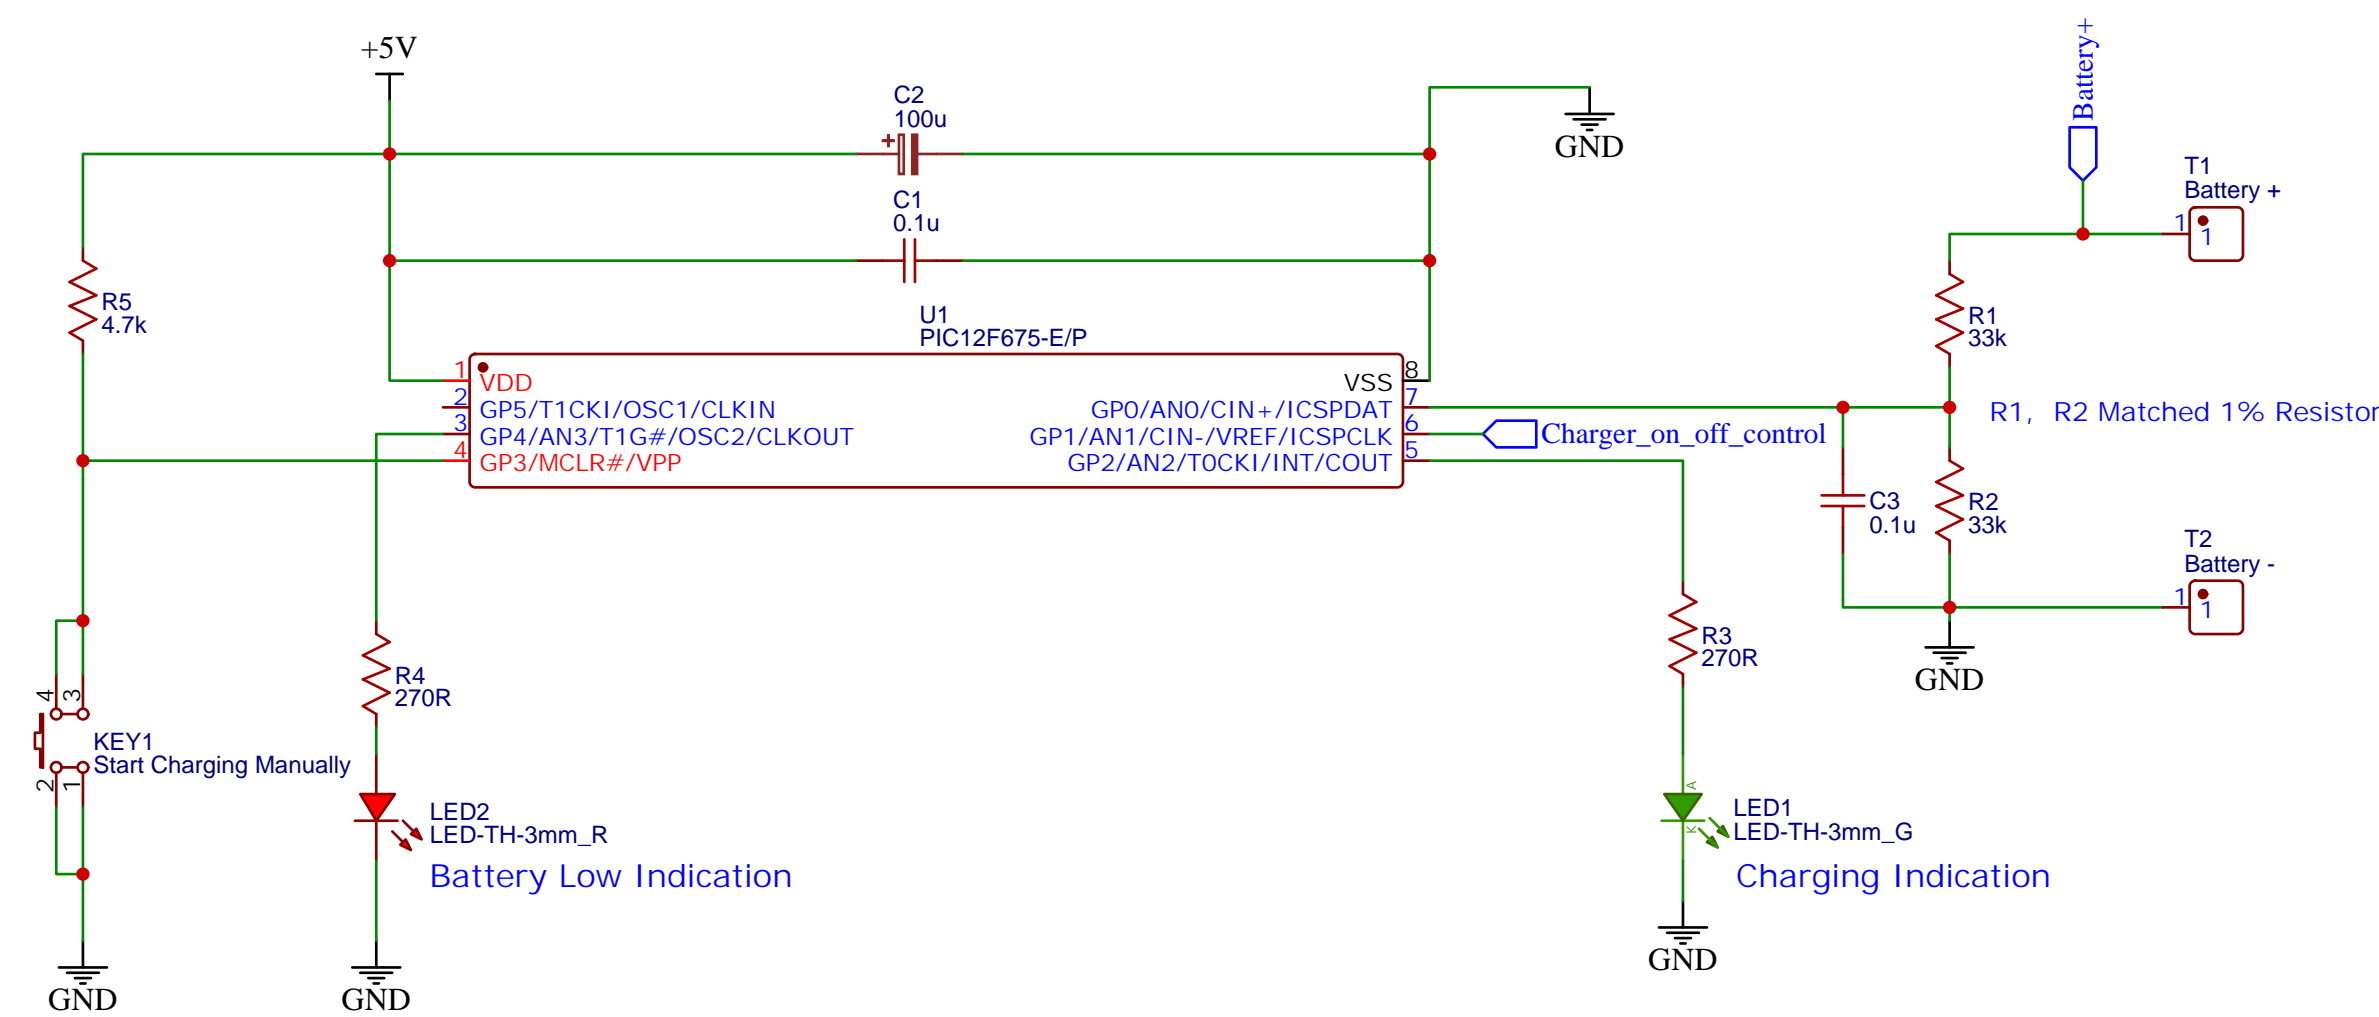 +5V
C2
100u
+
GND
Battery+
T1
Battery +
1
1
C1
0.1u
R5
4.7k
U1
PIC12F675-E/P
R1
33k
1
VDD
VSS
8
2
GP5/T1CKI/OSC1/CLKIN
GP0/AN0/CIN+/ICSPDAT
7
R1, R2 Matched 1% Resistor
3
GP4/AN3/T1G#/OSC2/CLKOUT
GP1/AN1/CIN-/VREF/ICSPCLK
6
Charger_on_off_control
4
GP3/MCLR#/VPP
GP2/AN2/T0CKI/INT/COUT
5
C3
0.1u
R2
33k
T2
Battery -
1
1
R3
270R
GND
R4
270R
4
3
KEY1
Start Charging Manually
2
1
LED2
LED-TH-3mm_R
Battery Low Indication
A
K
LED1
LED-TH-3mm_G
Charging Indication
GND
GND
GND